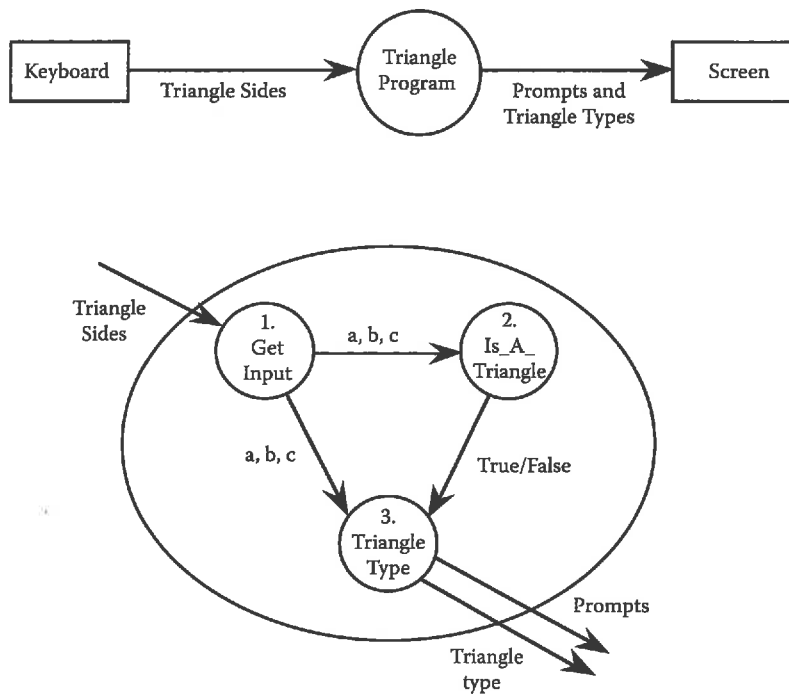 Keyboard
Triangle Sides
Triangle
Program
Prompts and
Triangle Types
Screen
Triangle
Sides
1.
Get
Input
a, b, c
2.
Is_A_
Triangle
a, b, c
True/False
3.
Triangle
Type
Prompts
Triangle
type